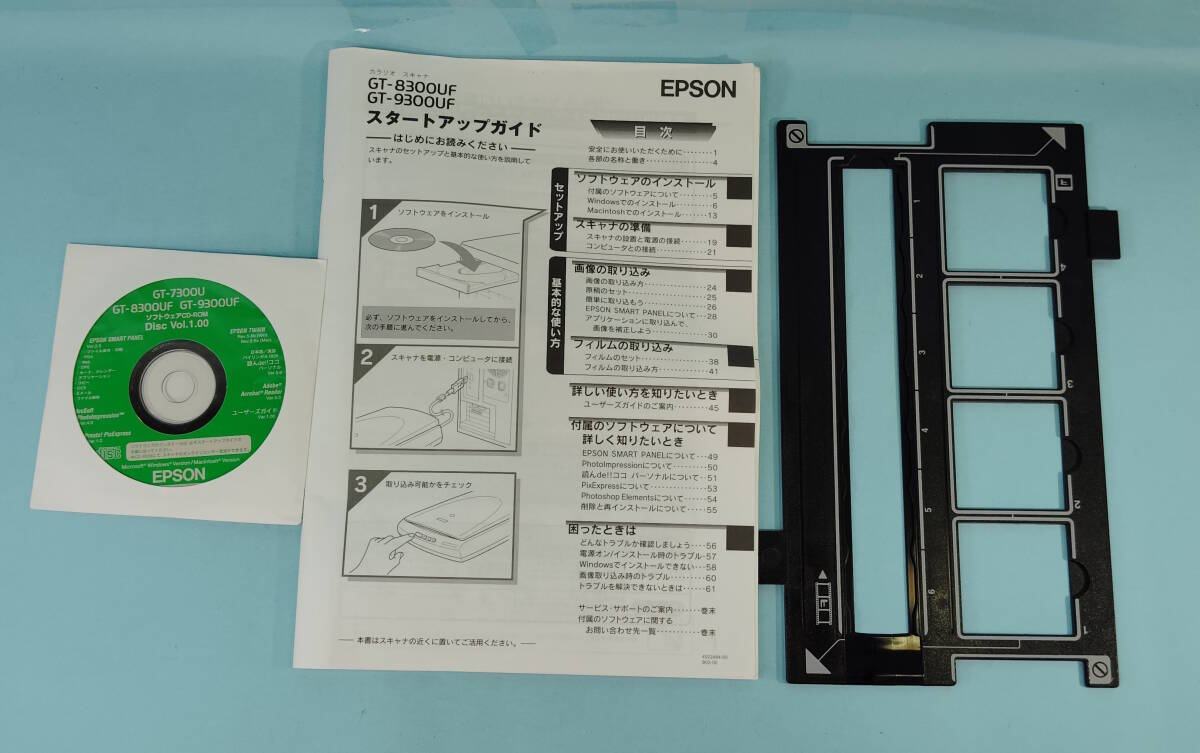 カラリオ スキャナ
GT-8300UF
GT-9300UF
スタートアップガイド
はじめにお読みください
スキャナのセットアップと基本的な使い方を説明して
います。
EPSON
目 次
安全にお使いいただくために········1
各部の名称と働き·················4
セットアップ
ソフトウェアのインストール
付属のソフトウェアについて·········5
Windowsでのインストール··········6
Macintoshでのインストール·······13
スキャナの準備
スキャナの設置と電源の接続·······19
コンピュータとの接続··············21
基本的な使い方
画像の取り込み
画像の取り込み方················24
原稿のセット····················25
簡単に取り込もう················26
EPSON SMART PANELについて···28
アプリケーションに取り込んで、
画像を補正しよう··············30
フィルムの取り込み
フィルムのセット·················38
フィルムの取り込み方·············41
詳しい使い方を知りたいとき
ユーザーズガイドのご案内·········45
付属のソフトウェアについて
詳しく知りたいとき
EPSON SMART PANELについて···49
PhotoImpressionについて·········50
読んde!!ココ パーソナルについて··51
PixExpressについて·············53
Photoshop Elementsについて·····54
削除と再インストールについて·····55
困ったときは
どんなトラブルか確認しましょう····56
電源オン/インストール時のトラブル·57
Windowsでインストールできない···58
画像取り込み時のトラブル·········60
トラブルを解決できないときは······61
サービス・サポートのご案内·······巻末
付属のソフトウェアに関する
お問い合わせ先一覧···········巻末
1
ソフトウェアをインストール
必ず、ソフトウェアをインストールしてから、
次の手順に進んでください。
2
スキャナを電源・コンピュータに接続
3
取り込み可能かをチェック
本書はスキャナの近くに置いてご活用ください。
GT-7300U
GT-8300UF GT-9300UF
ソフトウェアCD-ROM
Disc Vol.1.00
EPSON SMART PANEL
EPSON TWAIN
読んde!!ココ
パーソナル
Adobe®
Acrobat® Reader
ユーザーズガイド
Microsoft® Windows® Version/Macintosh® Version
EPSON
1
2
3
4
5
6
4
3
2
1
F
F